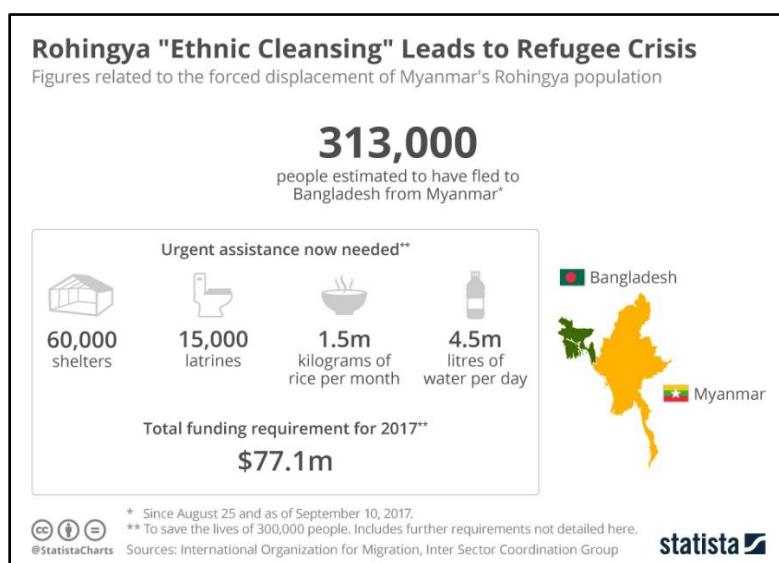 Rohingya "Ethnic Cleansing" Leads to Refugee Crisis
Figures related to the forced displacement of Myanmar's Rohingya population
313,000
people estimated to have fled to
Bangladesh from Myanmar*
Urgent assistance now needed**
60,000
shelters
15,000
latrines
1.5m
kilograms of
rice per month
4.5m
litres of
water per day
Total funding requirement for 2017**
$77.1m
Bangladesh
Myanmar
* Since August 25 and as of September 10, 2017.
** To save the lives of 300,000 people. Includes further requirements not detailed here.
@StatistaCharts Sources: International Organization for Migration, Inter Sector Coordination Group
cc
statista